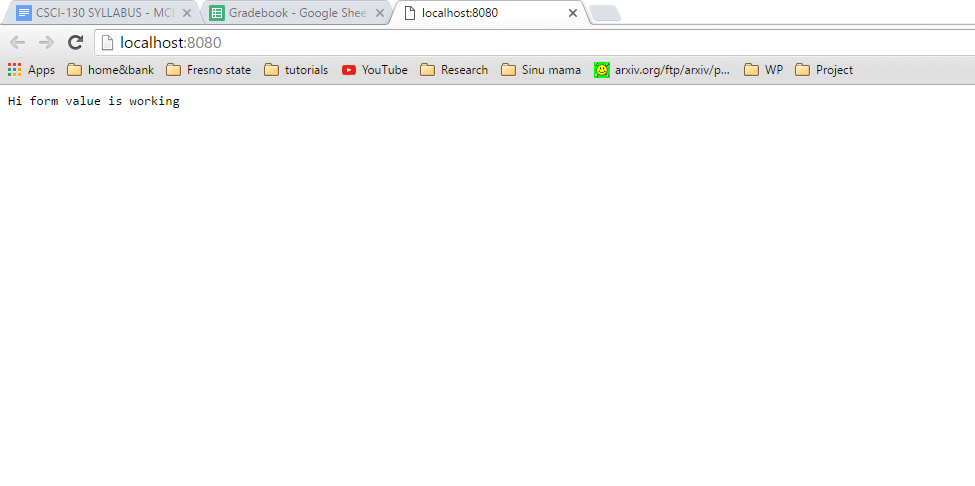 CSCI-130 SYLLABUS - MCL
Gradebook - Google Shee
localhost:8080
localhost:8080
Apps home&bank Fresno state tutorials YouTube Research Sinu mama arxiv.org/ftp/arxiv/p... WP Project
Hi form value is working